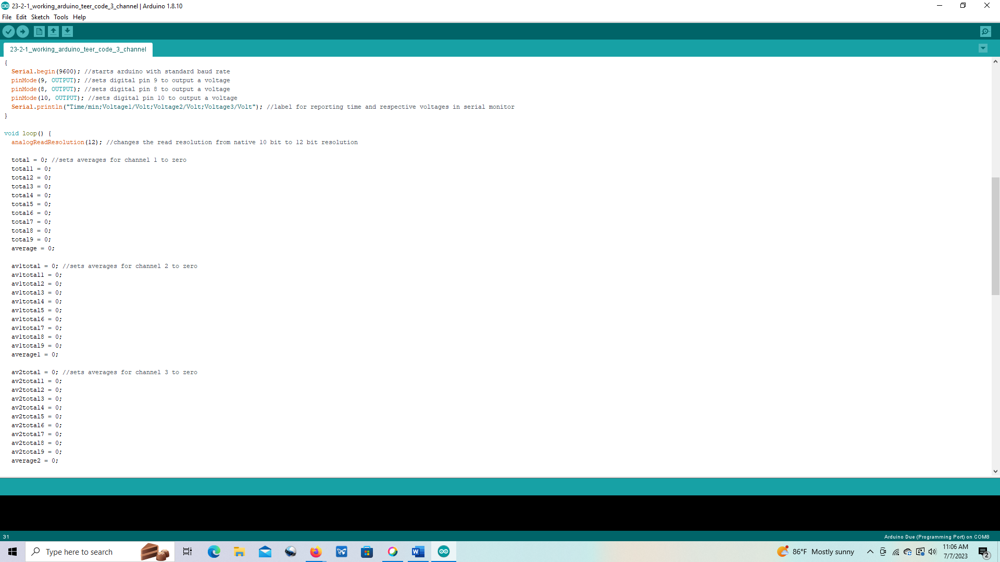 23-2-1_working_arduino_teer_code_3_channel | Arduino 1.8.10
File Edit Sketch Tools Help
23-2-1_working_arduino_teer_code_3_channel
{
Serial.begin(9600); //starts arduino with standard baud rate
pinMode(9, OUTPUT); //sets digital pin 9 to output a voltage
pinMode(8, OUTPUT); //sets digital pin 8 to output a voltage
pinMode(10, OUTPUT); //sets digital pin 10 to output a voltage
Serial.println("Time/min;Voltage1/Volt;Voltage2/Volt;Voltage3/Volt"); //label for reporting time and respective voltages in serial monitor
}
void loop() {
analogReadResolution(12); //changes the read resolution from native 10 bit to 12 bit resolution
total = 0; //sets averages for channel 1 to zero
total1 = 0;
total2 = 0;
total3 = 0;
total4 = 0;
total5 = 0;
total6 = 0;
total7 = 0;
total8 = 0;
total9 = 0;
average = 0;
av1total = 0; //sets averages for channel 2 to zero
av1total1 = 0;
av1total2 = 0;
av1total3 = 0;
av1total4 = 0;
av1total5 = 0;
av1total6 = 0;
av1total7 = 0;
av1total8 = 0;
av1total9 = 0;
average1 = 0;
av2total = 0; //sets averages for channel 3 to zero
av2total1 = 0;
av2total2 = 0;
av2total3 = 0;
av2total4 = 0;
av2total5 = 0;
av2total6 = 0;
av2total7 = 0;
av2total8 = 0;
av2total9 = 0;
average2 = 0;
31
Arduino Due (Programming Port) on COM8
Type here to search
86°F Mostly sunny
11:06 AM
7/7/2023
2